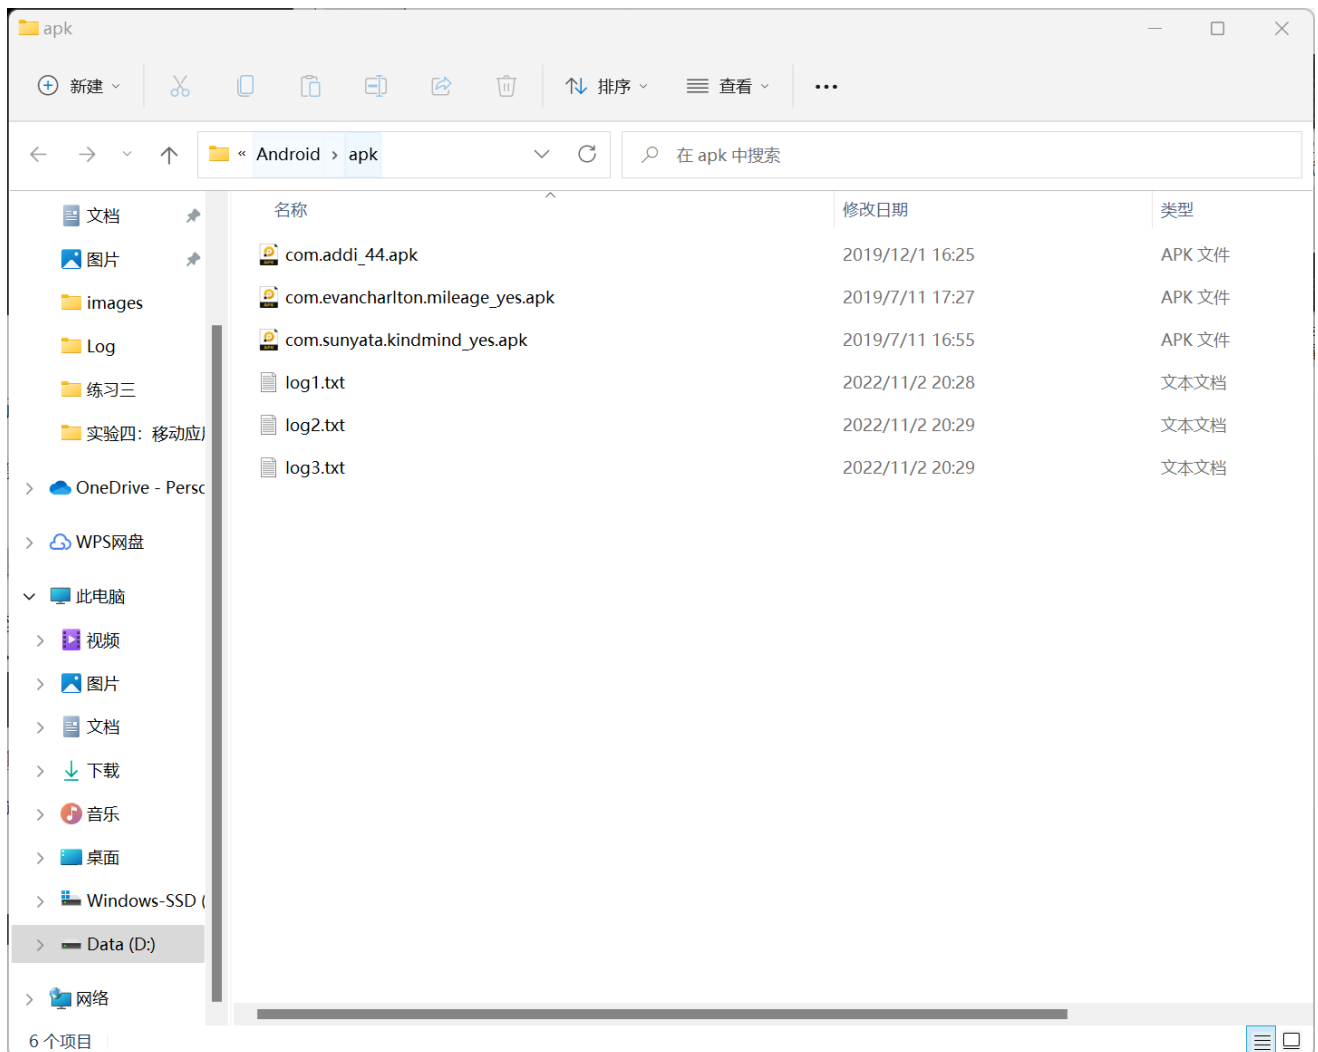 apk
新建
排序
查看
« Android › apk
在 apk 中搜索
名称 修改日期 类型
com.addi_44.apk 2019/12/1 16:25 APK 文件
com.evancharlton.mileage_yes.apk 2019/7/11 17:27 APK 文件
com.sunyata.kindmind_yes.apk 2019/7/11 16:55 APK 文件
log1.txt 2022/11/2 20:28 文本文档
log2.txt 2022/11/2 20:29 文本文档
log3.txt 2022/11/2 20:29 文本文档
文档
图片
images
Log
练习三
实验四：移动应
OneDrive - Persc
WPS网盘
此电脑
视频
图片
文档
下载
音乐
桌面
Windows-SSD (
Data (D:)
网络
6 个项目